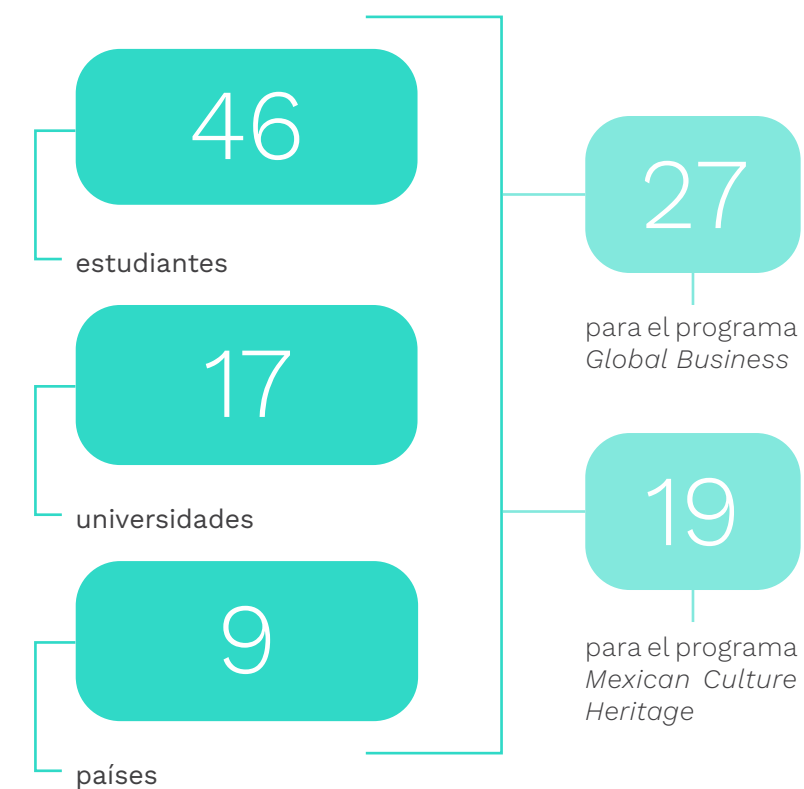 46
estudiantes
17
universidades
9
países
27
para el programa
Global Business
19
para el programa
Mexican Culture
Heritage